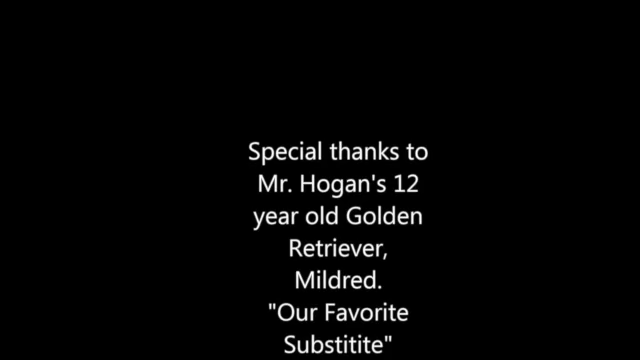 Special thanks to
Mr. Hogan's 12
year old Golden
Retriever,
Mildred.
"Our Favorite
Substitite"